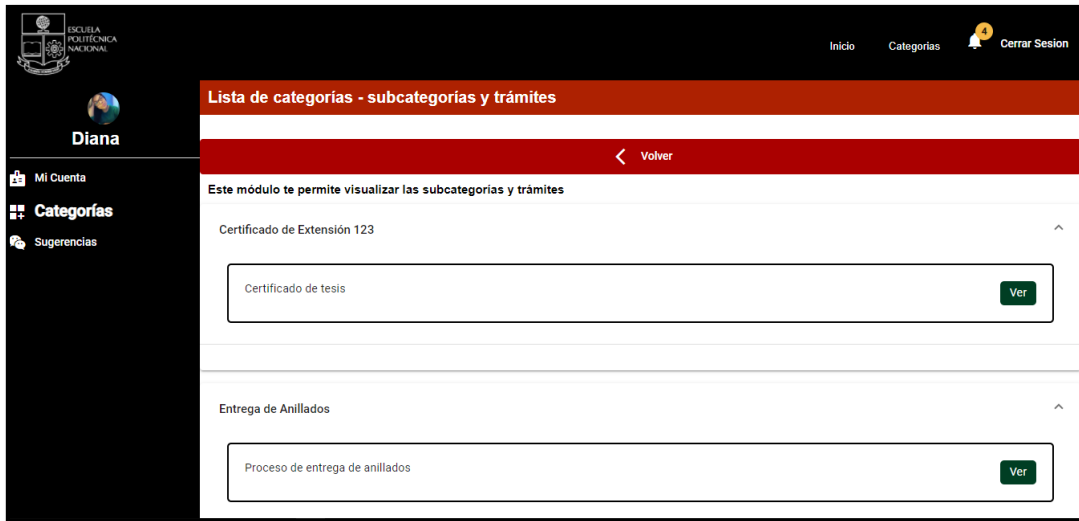 ESCUELA
POLITÉCNICA
NACIONAL
Inicio
Categorias
4
Cerrar Sesion
Diana
Mi Cuenta
Categorías
Sugerencias
Lista de categorías - subcategorías y trámites
Volver
Este módulo te permite visualizar las subcategorías y trámites
Certificado de Extensión 123
Certificado de tesis
Ver
Entrega de Anillados
Proceso de entrega de anillados
Ver